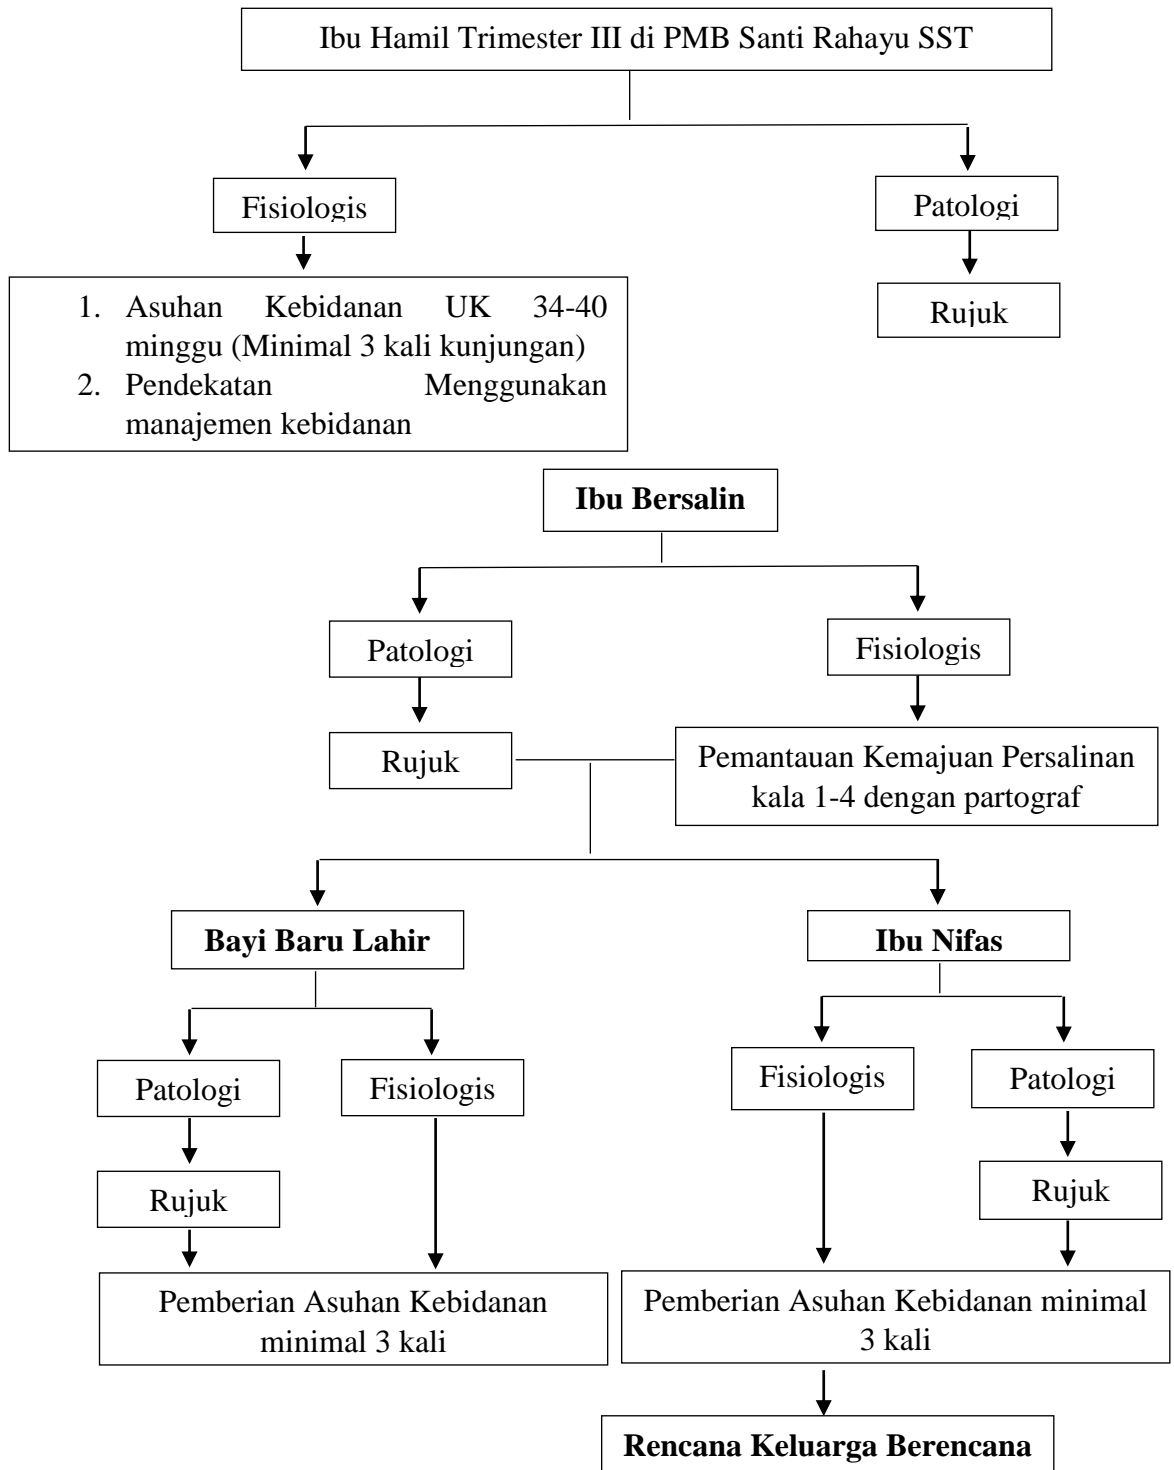 Ibu Hamil Trimester III di PMB Santi Rahayu SST
Fisiologis
Patologi
1. Asuhan Kebidanan UK 34-40
minggu (Minimal 3 kali kunjungan)
2. Pendekatan Menggunakan
manajemen kebidanan
Rujuk
Ibu Bersalin
Patologi
Fisiologis
Rujuk
Pemantauan Kemajuan Persalinan
kala 1-4 dengan partograf
Bayi Baru Lahir
Ibu Nifas
Patologi
Fisiologis
Fisiologis
Patologi
Rujuk
Rujuk
Pemberian Asuhan Kebidanan
minimal 3 kali
Pemberian Asuhan Kebidanan minimal
3 kali
Rencana Keluarga Berencana